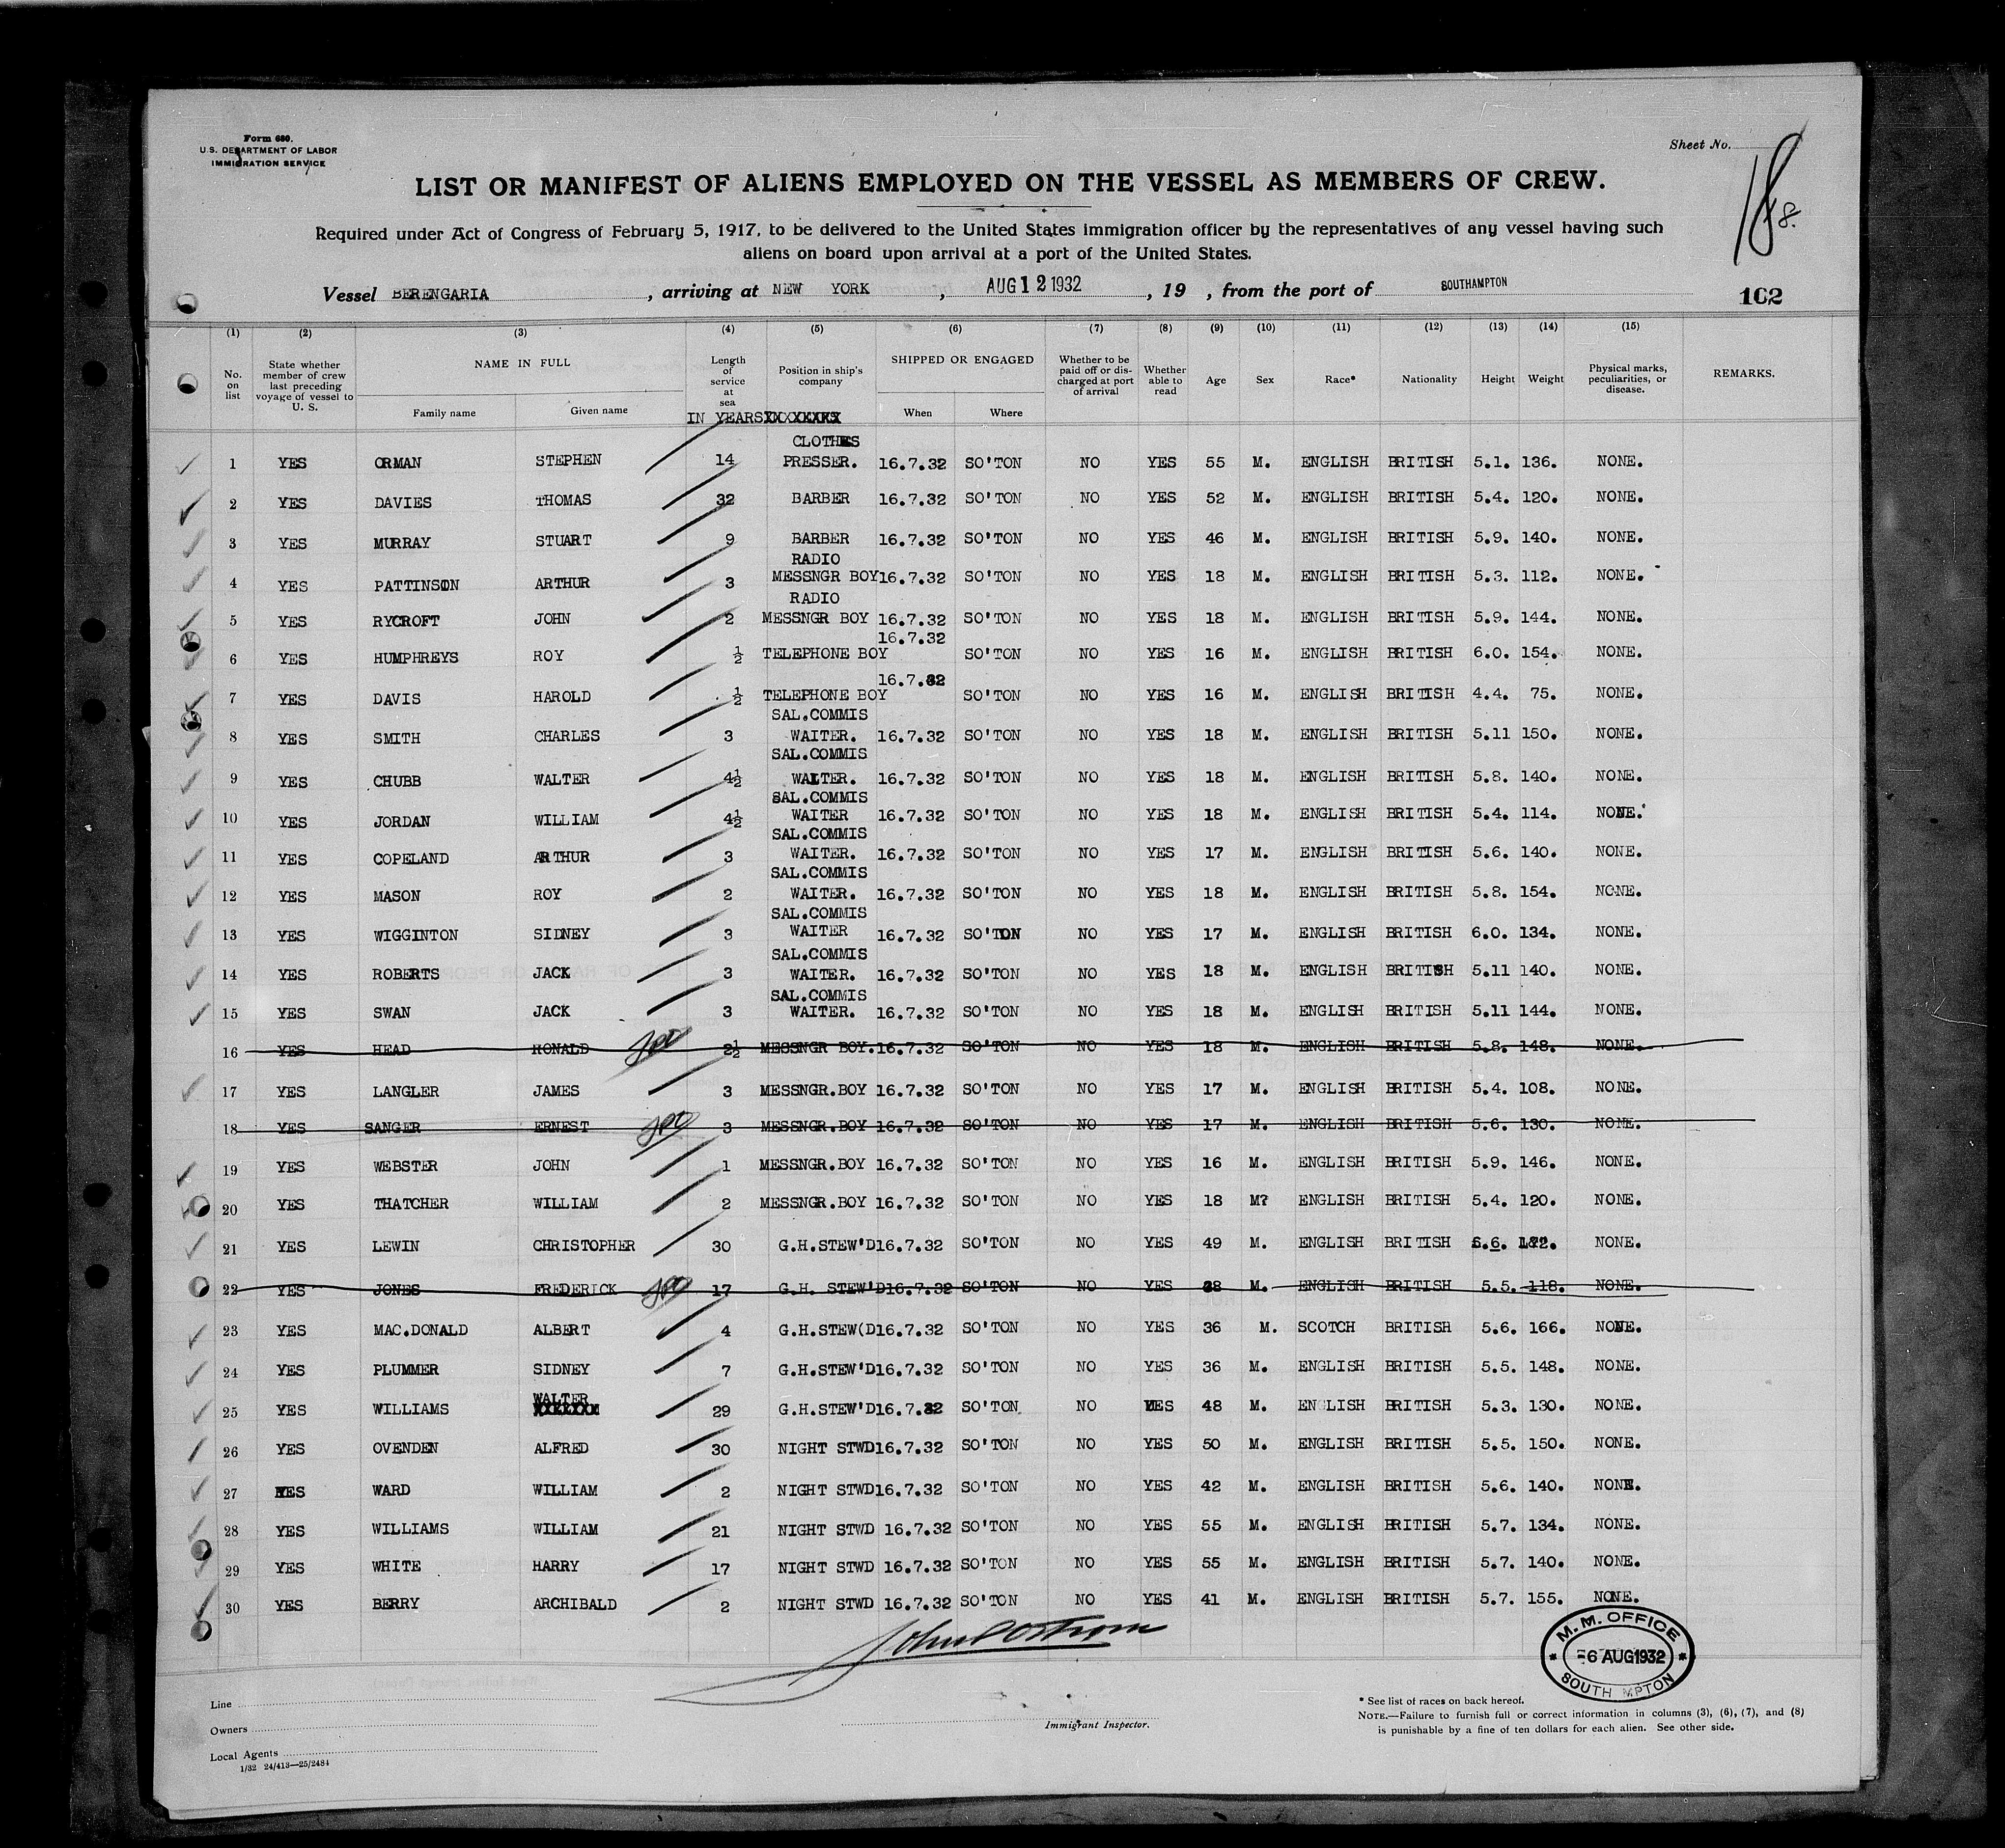 Form 680.
U.S. DEPARTMENT OF LABOR
IMMIGRATION SERVICE
Sheet No.
LIST OR MANIFEST OF ALIENS EMPLOYED ON THE VESSEL AS MEMBERS OF CREW.
Required under Act of Congress of February 5, 1917, to be delivered to the United States immigration officer by the representatives of any vessel having such
aliens on board upon arrival at a port of the United States.
Vessel BERENGARIA, arriving at NEW YORK, AUG 12 1932, 19 , from the port of SOUTHAMPTON
162
(1) (2) (3) (4) (5) (6) (7) (8) (9) (10) (11) (12) (13) (14) (15)
No. on list State whether member of crew last preceding voyage of vessel to U. S. NAME IN FULL Family name Given name Length of service at sea Position in ship's company SHIPPED OR ENGAGED When Where Whether to be paid off or discharged at port of arrival Whether able to read Age Sex Race* Nationality Height Weight Physical marks, peculiarities, or disease. REMARKS.
IN YEARS
1 YES ORMAN STEPHEN 14 CLOTHES PRESSER. 16.7.32 SO'TON NO YES 55 M. ENGLISH BRITISH 5.1. 136. NONE.
2 YES DAVIES THOMAS 32 BARBER 16.7.32 SO'TON NO YES 52 M. ENGLISH BRITISH 5.4. 120. NONE.
3 YES MURRAY STUART 9 BARBER 16.7.32 SO'TON NO YES 46 M. ENGLISH BRITISH 5.9. 140. NONE.
4 YES PATTINSON ARTHUR 3 RADIO MESSNGR BOY 16.7.32 SO'TON NO YES 18 M. ENGLISH BRITISH 5.3. 112. NONE.
5 YES RYCROFT JOHN 2 RADIO MESSNGR BOY 16.7.32 SO'TON NO YES 18 M. ENGLISH BRITISH 5.9. 144. NONE.
6 YES HUMPHREYS ROY ½ TELEPHONE BOY 16.7.32 SO'TON NO YES 16 M. ENGLISH BRITISH 6.0. 154. NONE.
7 YES DAVIS HAROLD ½ TELEPHONE BOY 16.7.32 SO'TON NO YES 16 M. ENGLISH BRITISH 4.4. 75. NONE.
8 YES SMITH CHARLES 3 SAL.COMMIS WAITER. 16.7.32 SO'TON NO YES 18 M. ENGLISH BRITISH 5.11 150. NONE.
9 YES CHUBB WALTER 4½ SAL.COMMIS WAITER. 16.7.32 SO'TON NO YES 18 M. ENGLISH BRITISH 5.8. 140. NONE.
10 YES JORDAN WILLIAM 4½ SAL.COMMIS WAITER 16.7.32 SO'TON NO YES 18 M. ENGLISH BRITISH 5.4. 114. NONE.
11 YES COPELAND ARTHUR 3 SAL.COMMIS WAITER. 16.7.32 SO'TON NO YES 17 M. ENGLISH BRITISH 5.6. 140. NONE.
12 YES MASON ROY 2 SAL.COMMIS WAITER. 16.7.32 SO'TON NO YES 18 M. ENGLISH BRITISH 5.8. 154. NONE.
13 YES WIGGINTON SIDNEY 3 SAL.COMMIS WAITER 16.7.32 SO'TON NO YES 17 M. ENGLISH BRITISH 6.0. 134. NONE.
14 YES ROBERTS JACK 3 SAL.COMMIS WAITER. 16.7.32 SO'TON NO YES 18 M. ENGLISH BRITISH 5.11 140. NONE.
15 YES SWAN JACK 3 SAL.COMMIS WAITER. 16.7.32 SO'TON NO YES 18 M. ENGLISH BRITISH 5.11 144. NONE.
16 YES HEAD RONALD 2½ MESSNGR BOY. 16.7.32 SO'TON NO YES 18 M. ENGLISH BRITISH 5.8. 148. NONE.
17 YES LANGLER JAMES 3 MESSNGR.BOY 16.7.32 SO'TON NO YES 17 M. ENGLISH BRITISH 5.4. 108. NONE.
18 YES SANGER ERNEST 3 MESSNGR.BOY 16.7.32 SO'TON NO YES 17 M. ENGLISH BRITISH 5.6. 130. NONE.
19 YES WEBSTER JOHN 1 MESSNGR.BOY 16.7.32 SO'TON NO YES 16 M. ENGLISH BRITISH 5.9. 146. NONE.
20 YES THATCHER WILLIAM 2 MESSNGR.BOY 16.7.32 SO'TON NO YES 18 M? ENGLISH BRITISH 5.4. 120. NONE.
21 YES LEWIN CHRISTOPHER 30 G.H.STEW'D 16.7.32 SO'TON NO YES 49 M. ENGLISH BRITISH NONE.
22 YES JONES FREDERICK 17 G.H. STEW'D 16.7.32 SO'TON NO YES M. ENGLISH BRITISH 5.5. 118. NONE.
23 YES MAC.DONALD ALBERT 4 G.H.STEW(D 16.7.32 SO'TON NO YES 36 M. SCOTCH BRITISH 5.6. 166. NONE.
24 YES PLUMMER SIDNEY 7 G.H.STEW'D 16.7.32 SO'TON NO YES 36 M. ENGLISH BRITISH 5.5. 148. NONE.
25 YES WILLIAMS WALTER 29 G.H.STEW'D 16.7.32 SO'TON NO YES 48 M. ENGLISH BRITISH 5.3. 130. NONE.
26 YES OVENDEN ALFRED 30 NIGHT STWD 16.7.32 SO'TON NO YES 50 M. ENGLISH BRITISH 5.5. 150. NONE.
27 YES WARD WILLIAM 2 NIGHT STWD 16.7.32 SO'TON NO YES 42 M. ENGLISH BRITISH 5.6. 140. NONE.
28 YES WILLIAMS WILLIAM 21 NIGHT STWD 16.7.32 SO'TON NO YES 55 M. ENGLISH BRITISH 5.7. 134. NONE.
29 YES WHITE HARRY 17 NIGHT STWD 16.7.32 SO'TON NO YES 55 M. ENGLISH BRITISH 5.7. 140. NONE.
30 YES BERRY ARCHIBALD 2 NIGHT STWD 16.7.32 SO'TON NO YES 41 M. ENGLISH BRITISH 5.7. 155. NONE.
M.M. OFFICE
6 AUG 1932
SOUTH MPTON
Line
Owners
Local Agents
1/32 24/413—25/2484
Immigrant Inspector.
* See list of races on back hereof.
NOTE.—Failure to furnish full or correct information in columns (3), (6), (7), and (8)
is punishable by a fine of ten dollars for each alien. See other side.